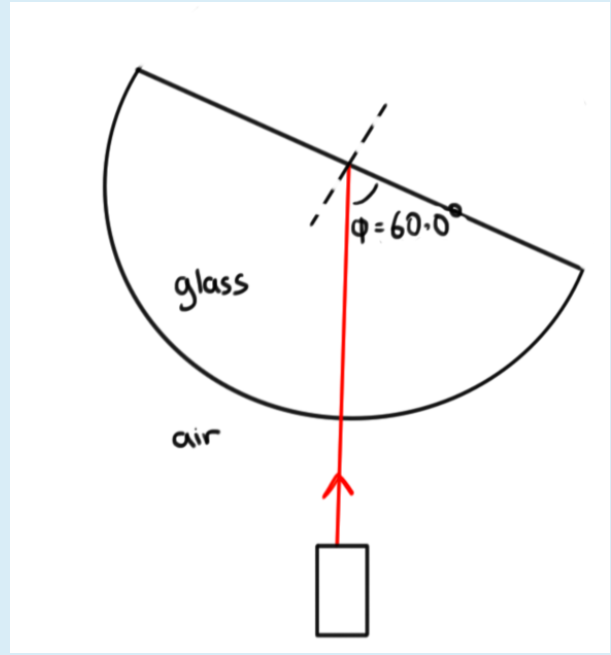 φ = 60.0°
glass
air